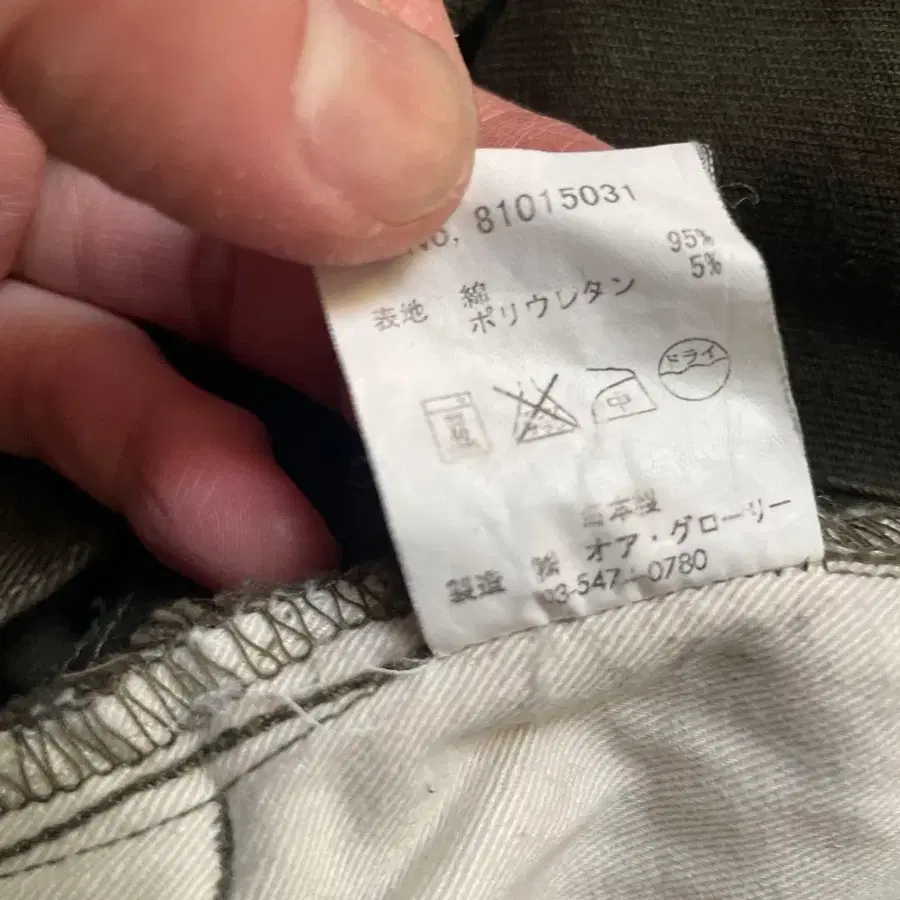 No. 81015031
表地 綿 95%
ポリウレタン 5%
ドライ
中
日本製
製造 ㈱ オア・グローリー
03-547-0780